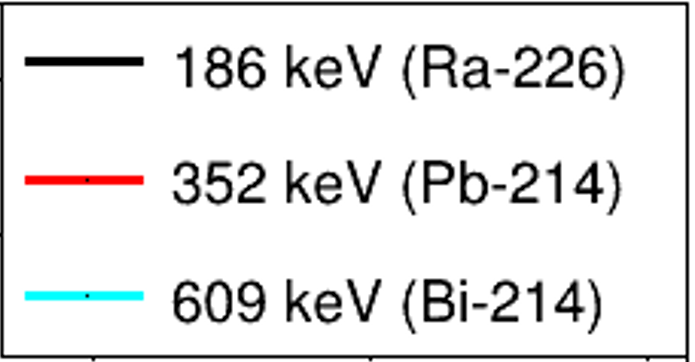 186 keV (Ra-226)
352 keV (Pb-214)
609 keV (Bi-214)